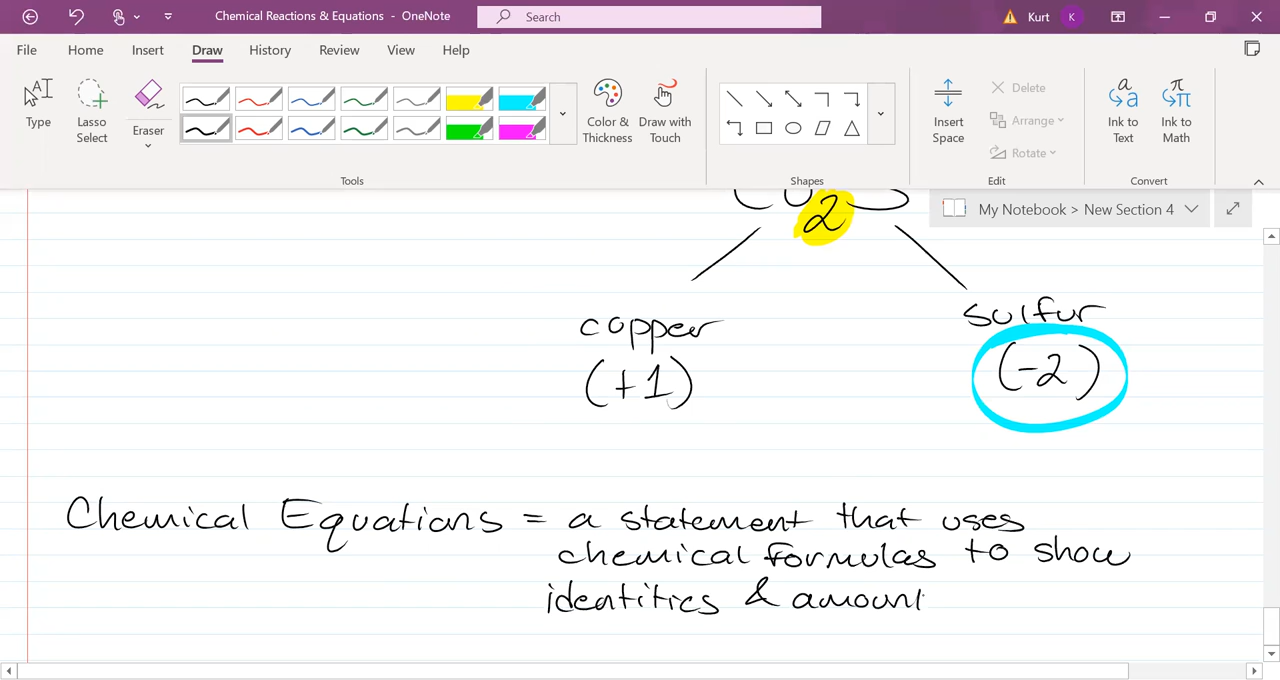 Chemical Reactions & Equations - OneNote
Search
Kurt
K
File Home Insert Draw History Review View Help
Type
Lasso Select
Eraser
Color & Thickness
Draw with Touch
Insert Space
Delete
Arrange
Rotate
Ink to Text
Ink to Math
Tools
Shapes
Edit
Convert
My Notebook > New Section 4
2
copper
(+1)
sulfur
(-2)
Chemical Equations = a statement that uses
chemical formulas to show
identities & amount